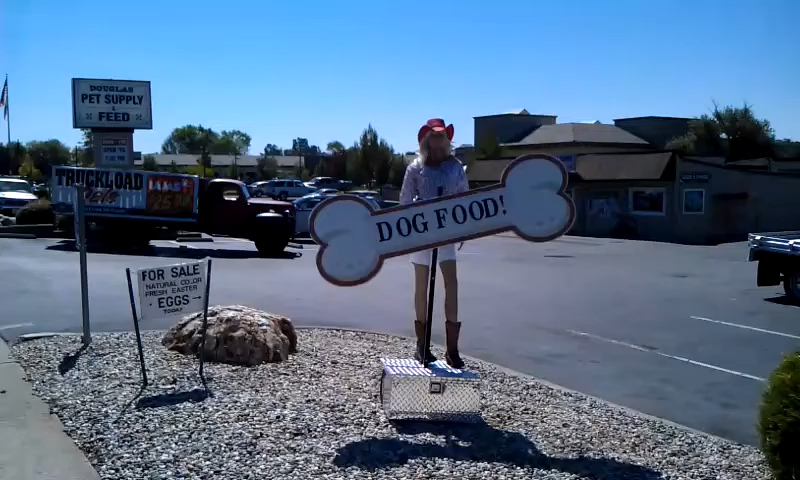 DOUGLAS
PET SUPPLY
&
FEED
TRUCKLOAD
DOG FOOD!
FOR SALE
NATURAL COLOR
FRESH EASTER
EGGS
TODAY